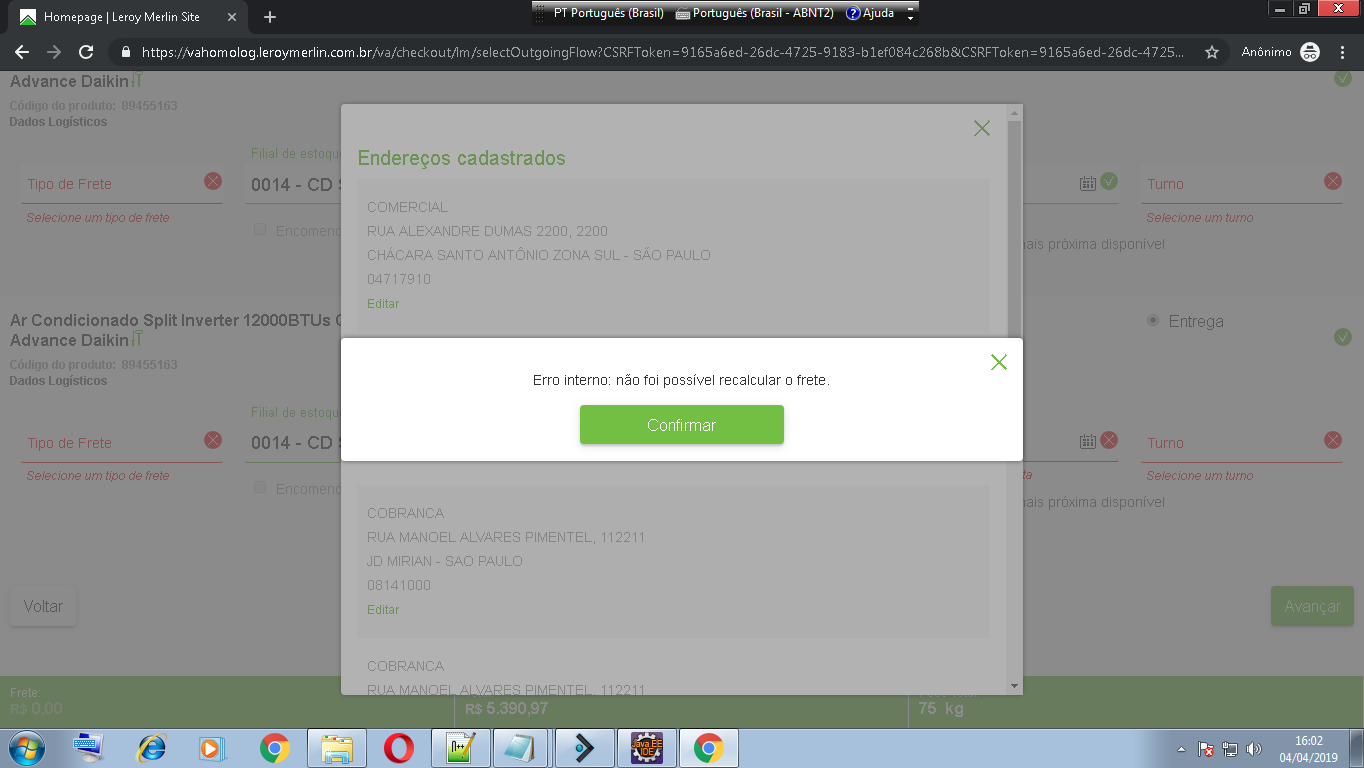 Homepage | Leroy Merlin Site
PT Português (Brasil) Português (Brasil - ABNT2) Ajuda
https://vahomolog.leroymerlin.com.br/va/checkout/lm/selectOutgoingFlow?CSRFToken=9165a6ed-26dc-4725-9183-b1ef084c268b&CSRFToken=9165a6ed-26dc-4725...
Anônimo
Advance Daikin
Código do produto: 89455163
Dados Logísticos
Filial de estoque
Tipo de Frete
0014 - CD
Turno
Selecione um tipo de frete
Selecione um turno
Encomend
mais próxima disponível
Ar Condicionado Split Inverter 12000BTUs
Advance Daikin
Entrega
Código do produto: 89455163
Dados Logísticos
Filial de estoque
Tipo de Frete
0014 - CD
Turno
Selecione um tipo de frete
Selecione um turno
Encomend
mais próxima disponível
Endereços cadastrados
COMERCIAL
RUA ALEXANDRE DUMAS 2200, 2200
CHÁCARA SANTO ANTÔNIO ZONA SUL - SÃO PAULO
04717910
Editar
Erro interno: não foi possível recalcular o frete.
Confirmar
COBRANCA
RUA MANOEL ALVARES PIMENTEL, 112211
JD MIRIAN - SAO PAULO
08141000
Editar
COBRANCA
RUA MANOEL ALVARES PIMENTEL, 112211
Voltar
Avançar
Frete:
R$ 0,00
R$ 5.390,97
75 kg
Java EE
IDE
16:02
04/04/2019